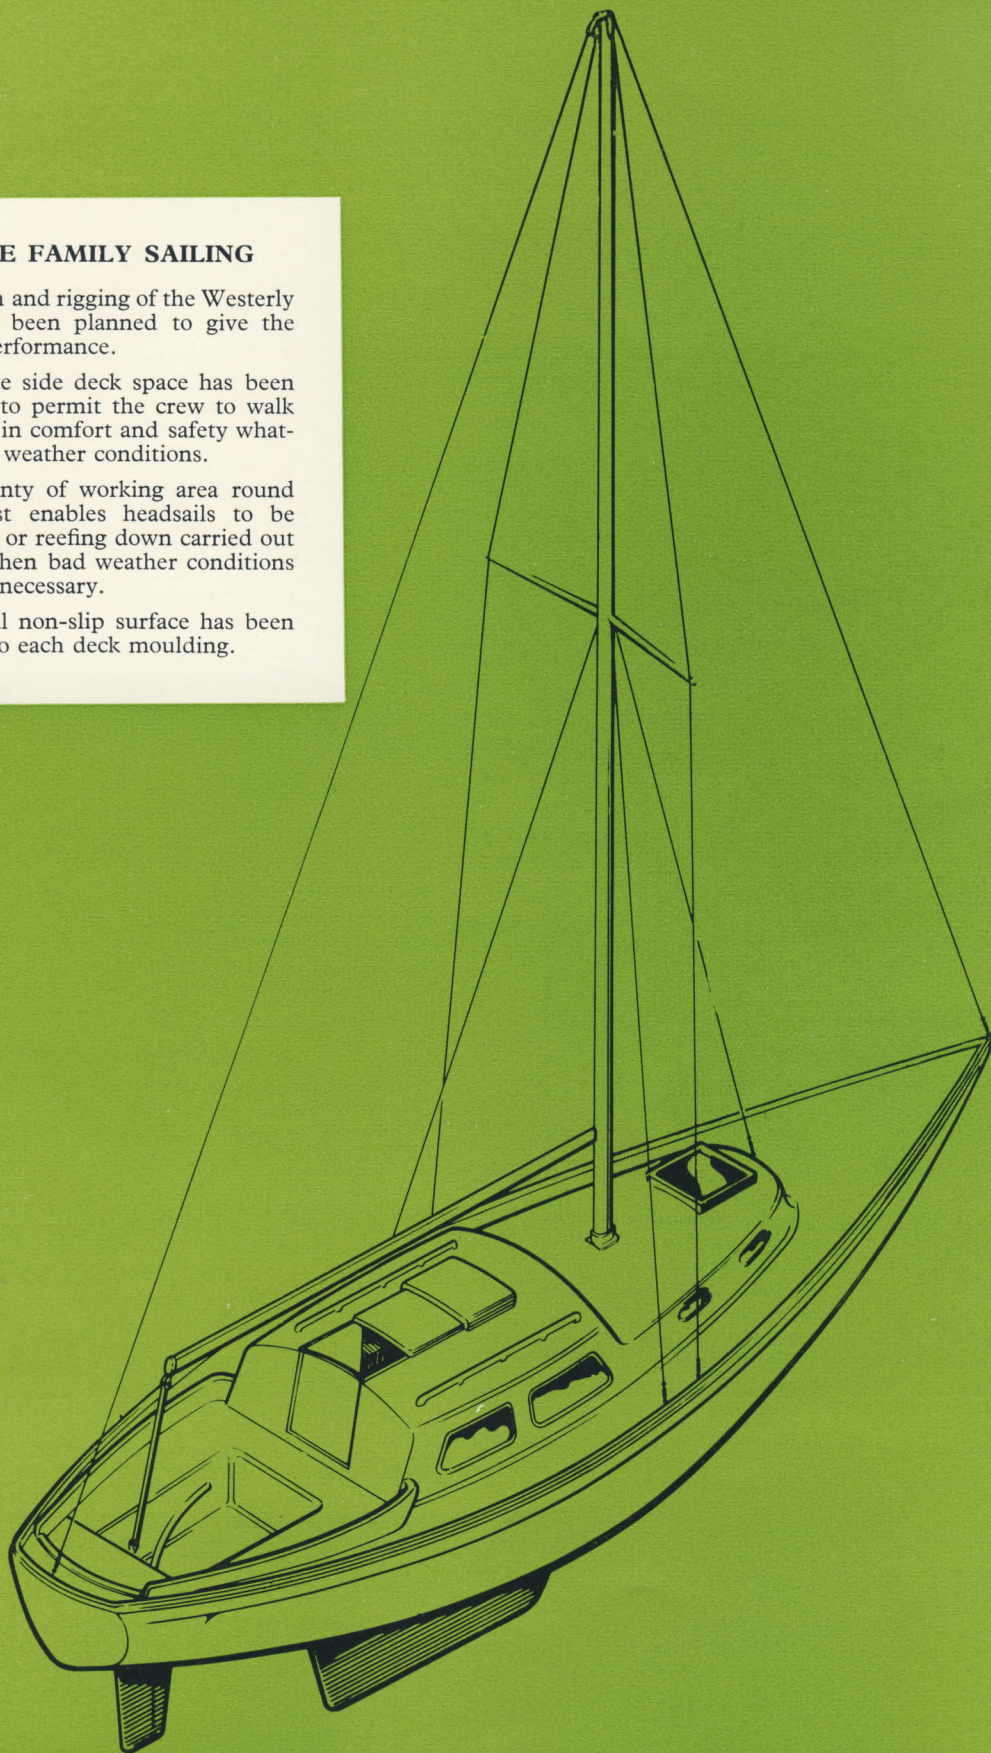 E FAMILY SAILING
n and rigging of the Westerly
been planned to give the
erformance.
e side deck space has been
to permit the crew to walk
in comfort and safety what-
weather conditions.
nty of working area round
st enables headsails to be
or reefing down carried out
hen bad weather conditions
necessary.
l non-slip surface has been
o each deck moulding.